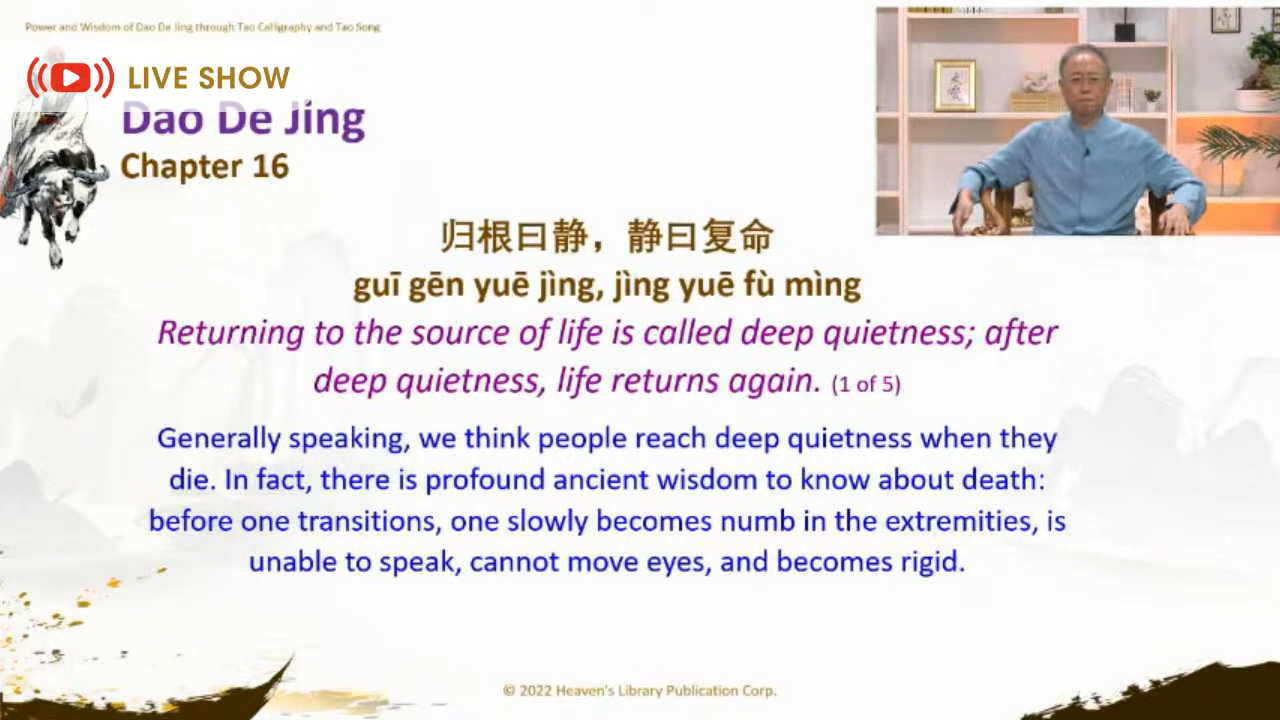 Power and Wisdom of Dao De Jing through Tao Calligraphy and Tao Song
LIVE SHOW
Dao De Jing
Chapter 16
归根曰静，静曰复命
guī gēn yuē jìng, jìng yuē fù mìng
Returning to the source of life is called deep quietness; after
deep quietness, life returns again. (1 of 5)
Generally speaking, we think people reach deep quietness when they
die. In fact, there is profound ancient wisdom to know about death:
before one transitions, one slowly becomes numb in the extremities, is
unable to speak, cannot move eyes, and becomes rigid.
© 2022 Heaven's Library Publication Corp.